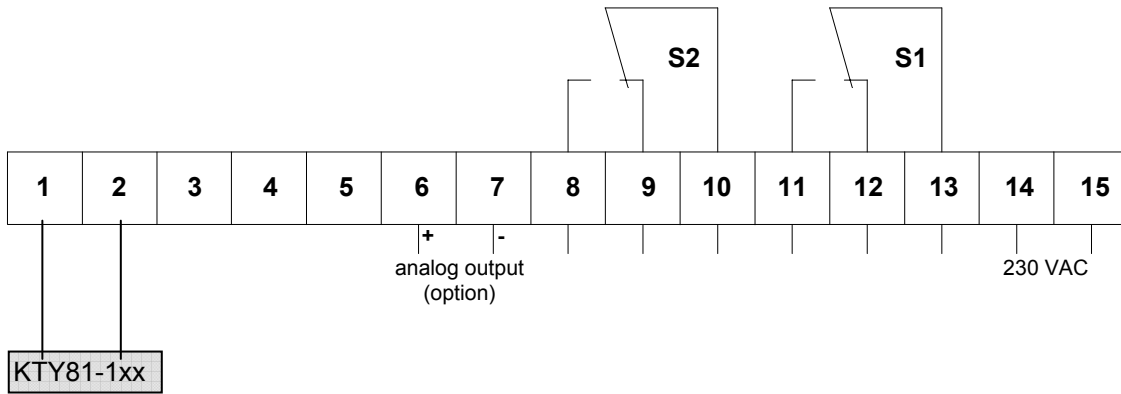 S2 S1
1 2 3 4 5 6 7 8 9 10 11 12 13 14 15
+ -
analog output 230 VAC
(option)
KTY81-1xx